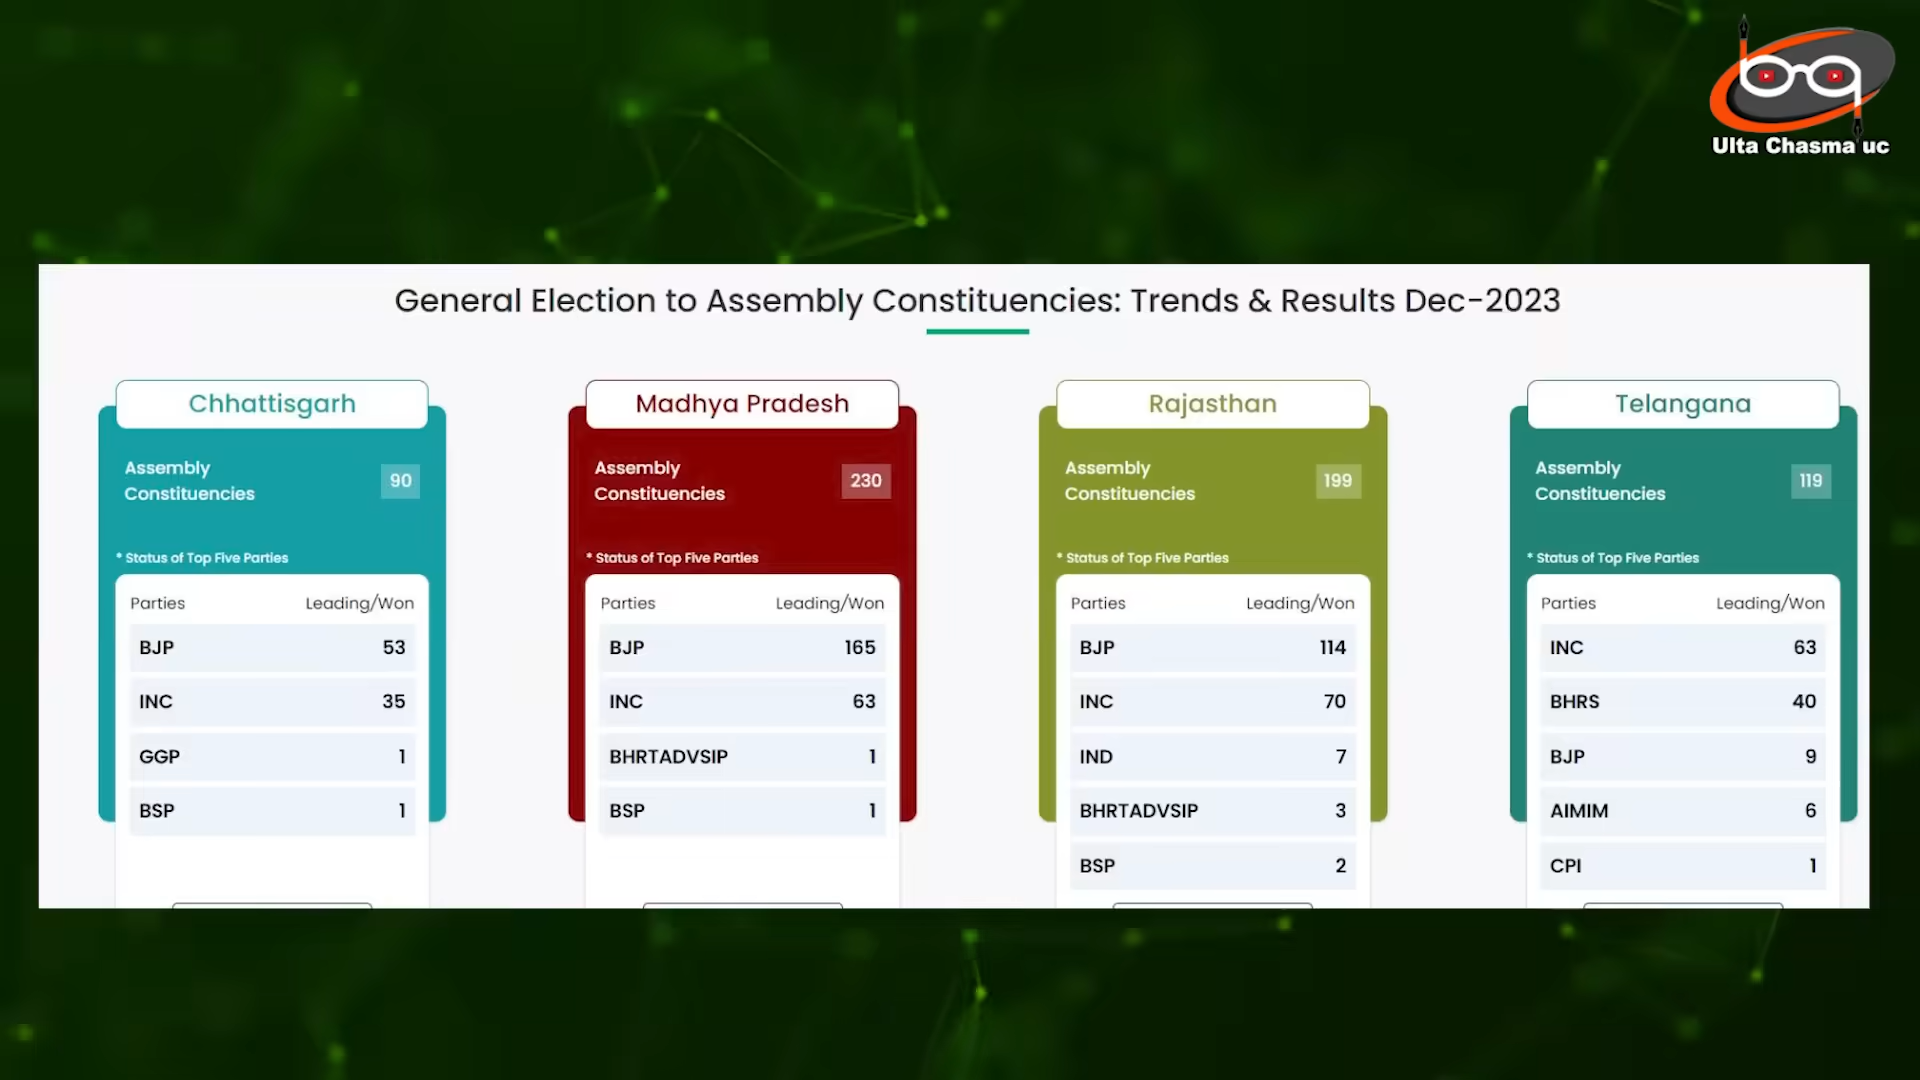 Ulta Chasma uc
General Election to Assembly Constituencies: Trends & Results Dec-2023
Chhattisgarh
Assembly
Constituencies
90
* Status of Top Five Parties
Parties Leading/Won
BJP 53
INC 35
GGP 1
BSP 1
Madhya Pradesh
Assembly
Constituencies
230
* Status of Top Five Parties
Parties Leading/Won
BJP 165
INC 63
BHRTADVSIP 1
BSP 1
Rajasthan
Assembly
Constituencies
199
* Status of Top Five Parties
Parties Leading/Won
BJP 114
INC 70
IND 7
BHRTADVSIP 3
BSP 2
Telangana
Assembly
Constituencies
119
* Status of Top Five Parties
Parties Leading/Won
INC 63
BHRS 40
BJP 9
AIMIM 6
CPI 1